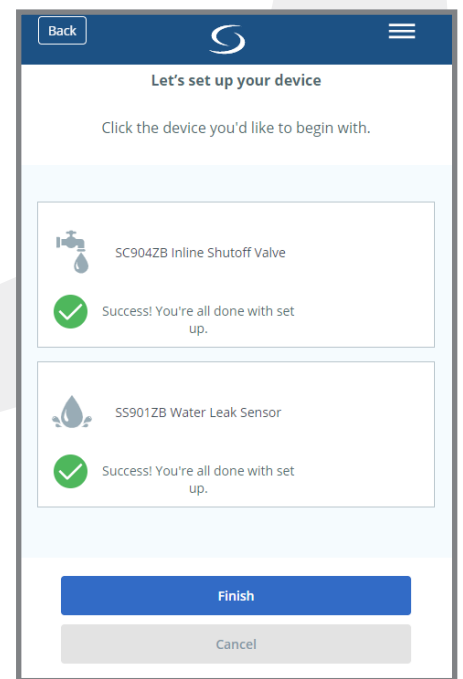 Back
Let’s set up your device
Click the device you'd like to begin with.
SC904ZB Inline Shutoff Valve
Success! You're all done with set
up.
SS901ZB Water Leak Sensor
Success! You're all done with set
up.
Finish
Cancel